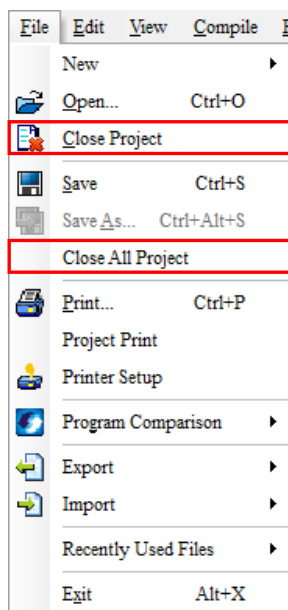 File Edit View Compile
New
Open... Ctrl+O
Close Project
Save Ctrl+S
Save As... Ctrl+Alt+S
Close All Project
Print... Ctrl+P
Project Print
Printer Setup
Program Comparison
Export
Import
Recently Used Files
Exit Alt+X